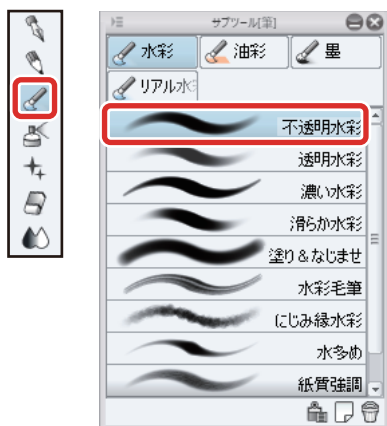 サブツール[筆]
水彩
油彩
墨
リアル水彩
不透明水彩
透明水彩
濃い水彩
滑らか水彩
塗り&なじませ
水彩毛筆
にじみ縁水彩
水多め
紙質強調